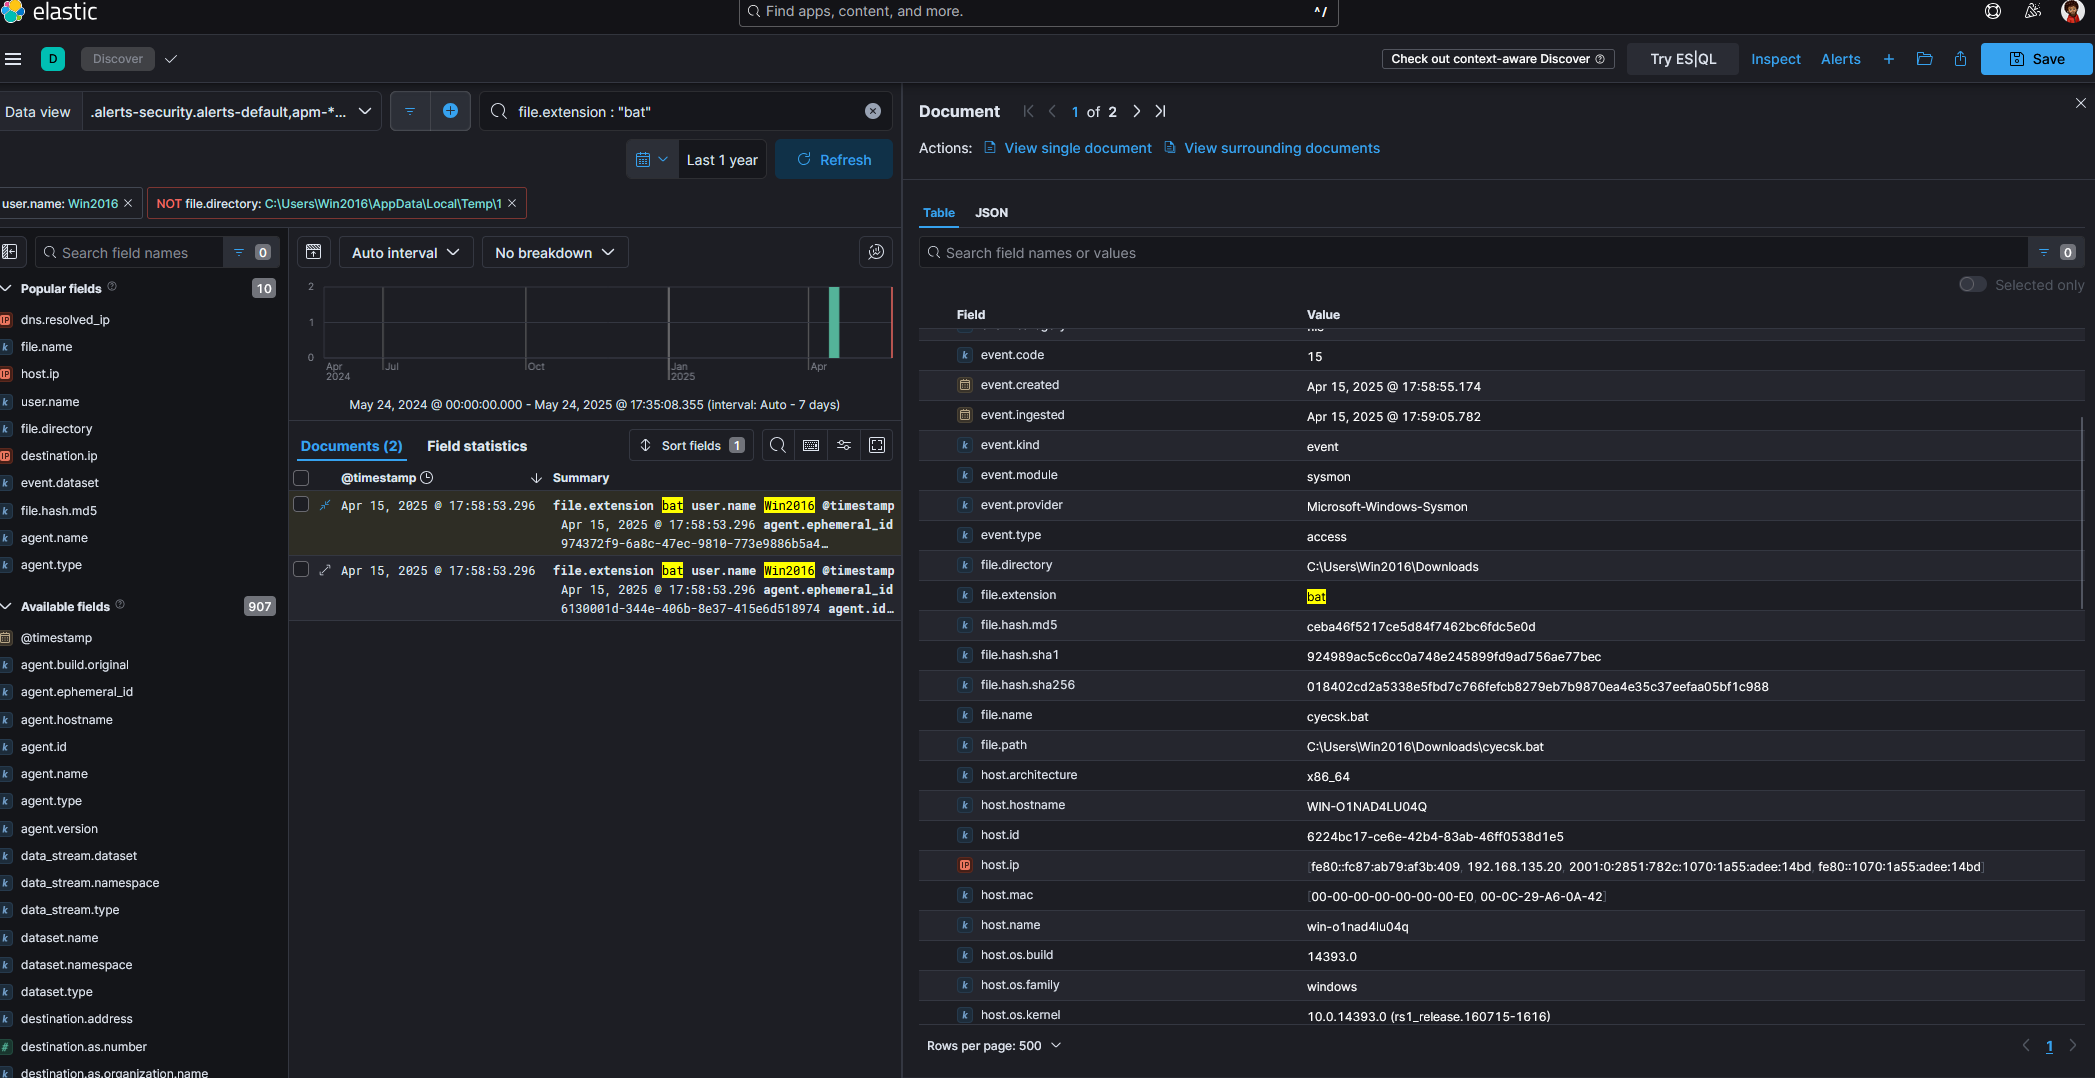 elastic
Find apps, content, and more.
^/
D
Discover
Check out context-aware Discover
Try ES|QL
Inspect
Alerts
Save
Data view
.alerts-security.alerts-default,apm-*...
file.extension : "bat"
Last 1 year
Refresh
user.name: Win2016 ×
NOT file.directory: C:\Users\Win2016\AppData\Local\Temp\1 ×
Search field names
0
Popular fields
10
dns.resolved_ip
file.name
host.ip
user.name
file.directory
destination.ip
event.dataset
file.hash.md5
agent.name
agent.type
Available fields
907
@timestamp
agent.build.original
agent.ephemeral_id
agent.hostname
agent.id
agent.name
agent.type
agent.version
data_stream.dataset
data_stream.namespace
data_stream.type
dataset.name
dataset.namespace
dataset.type
destination.address
destination.as.number
destination.as.organization.name
Auto interval
No breakdown
2
1
0
Apr
2024
Jul
Oct
Jan
2025
Apr
May 24, 2024 @ 00:00:00.000 - May 24, 2025 @ 17:35:08.355 (interval: Auto - 7 days)
Documents (2)
Field statistics
Sort fields 1
@timestamp
Summary
Apr 15, 2025 @ 17:58:53.296
file.extension bat user.name Win2016 @timestamp
Apr 15, 2025 @ 17:58:53.296 agent.ephemeral_id
974372f9-6a8c-47ec-9810-773e9886b5a4…
Apr 15, 2025 @ 17:58:53.296
file.extension bat user.name Win2016 @timestamp
Apr 15, 2025 @ 17:58:53.296 agent.ephemeral_id
6130001d-344e-406b-8e37-415e6d518974 agent.id…
Document
1 of 2
Actions:
View single document
View surrounding documents
Table
JSON
Search field names or values
0
Selected only
Field
Value
event.code
15
event.created
Apr 15, 2025 @ 17:58:55.174
event.ingested
Apr 15, 2025 @ 17:59:05.782
event.kind
event
event.module
sysmon
event.provider
Microsoft-Windows-Sysmon
event.type
access
file.directory
C:\Users\Win2016\Downloads
file.extension
bat
file.hash.md5
ceba46f5217ce5d84f7462bc6fdc5e0d
file.hash.sha1
924989ac5c6cc0a748e245899fd9ad756ae77bec
file.hash.sha256
018402cd2a5338e5fbd7c766fefcb8279eb7b9870ea4e35c37eefaa05bf1c988
file.name
cyecsk.bat
file.path
C:\Users\Win2016\Downloads\cyecsk.bat
host.architecture
x86_64
host.hostname
WIN-O1NAD4LU04Q
host.id
6224bc17-ce6e-42b4-83ab-46ff0538d1e5
host.ip
[fe80::fc87:ab79:af3b:409, 192.168.135.20, 2001:0:2851:782c:1070:1a55:adee:14bd, fe80::1070:1a55:adee:14bd]
host.mac
[00-00-00-00-00-00-00-E0, 00-0C-29-A6-0A-42]
host.name
win-o1nad4lu04q
host.os.build
14393.0
host.os.family
windows
host.os.kernel
10.0.14393.0 (rs1_release.160715-1616)
Rows per page: 500
1